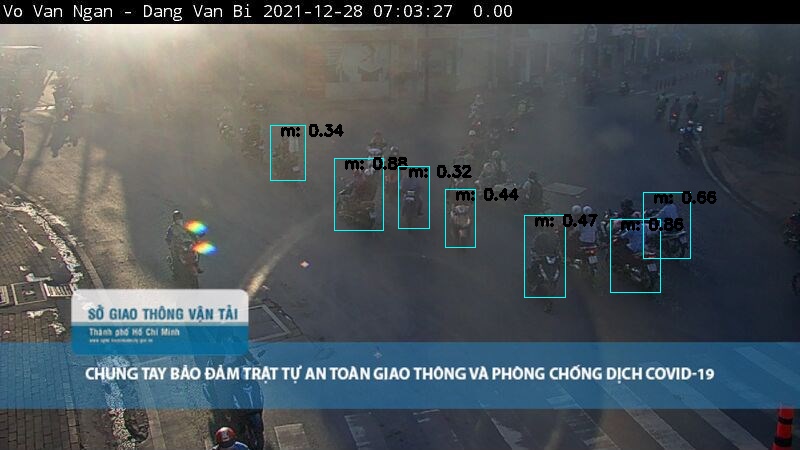 Vo Van Ngan - Dang Van Bi 2021-12-28 07:03:27 0.00
m: 0.34
m: 0.88
m: 0.32
m: 0.44
m: 0.66
m: 0.47
m: 0.86
SỞ GIAO THÔNG VẬN TẢI
Thành phố Hồ Chí Minh
CHUNG TAY BẢO ĐẢM TRẬT TỰ AN TOÀN GIAO THÔNG VÀ PHÒNG CHỐNG DỊCH COVID-19